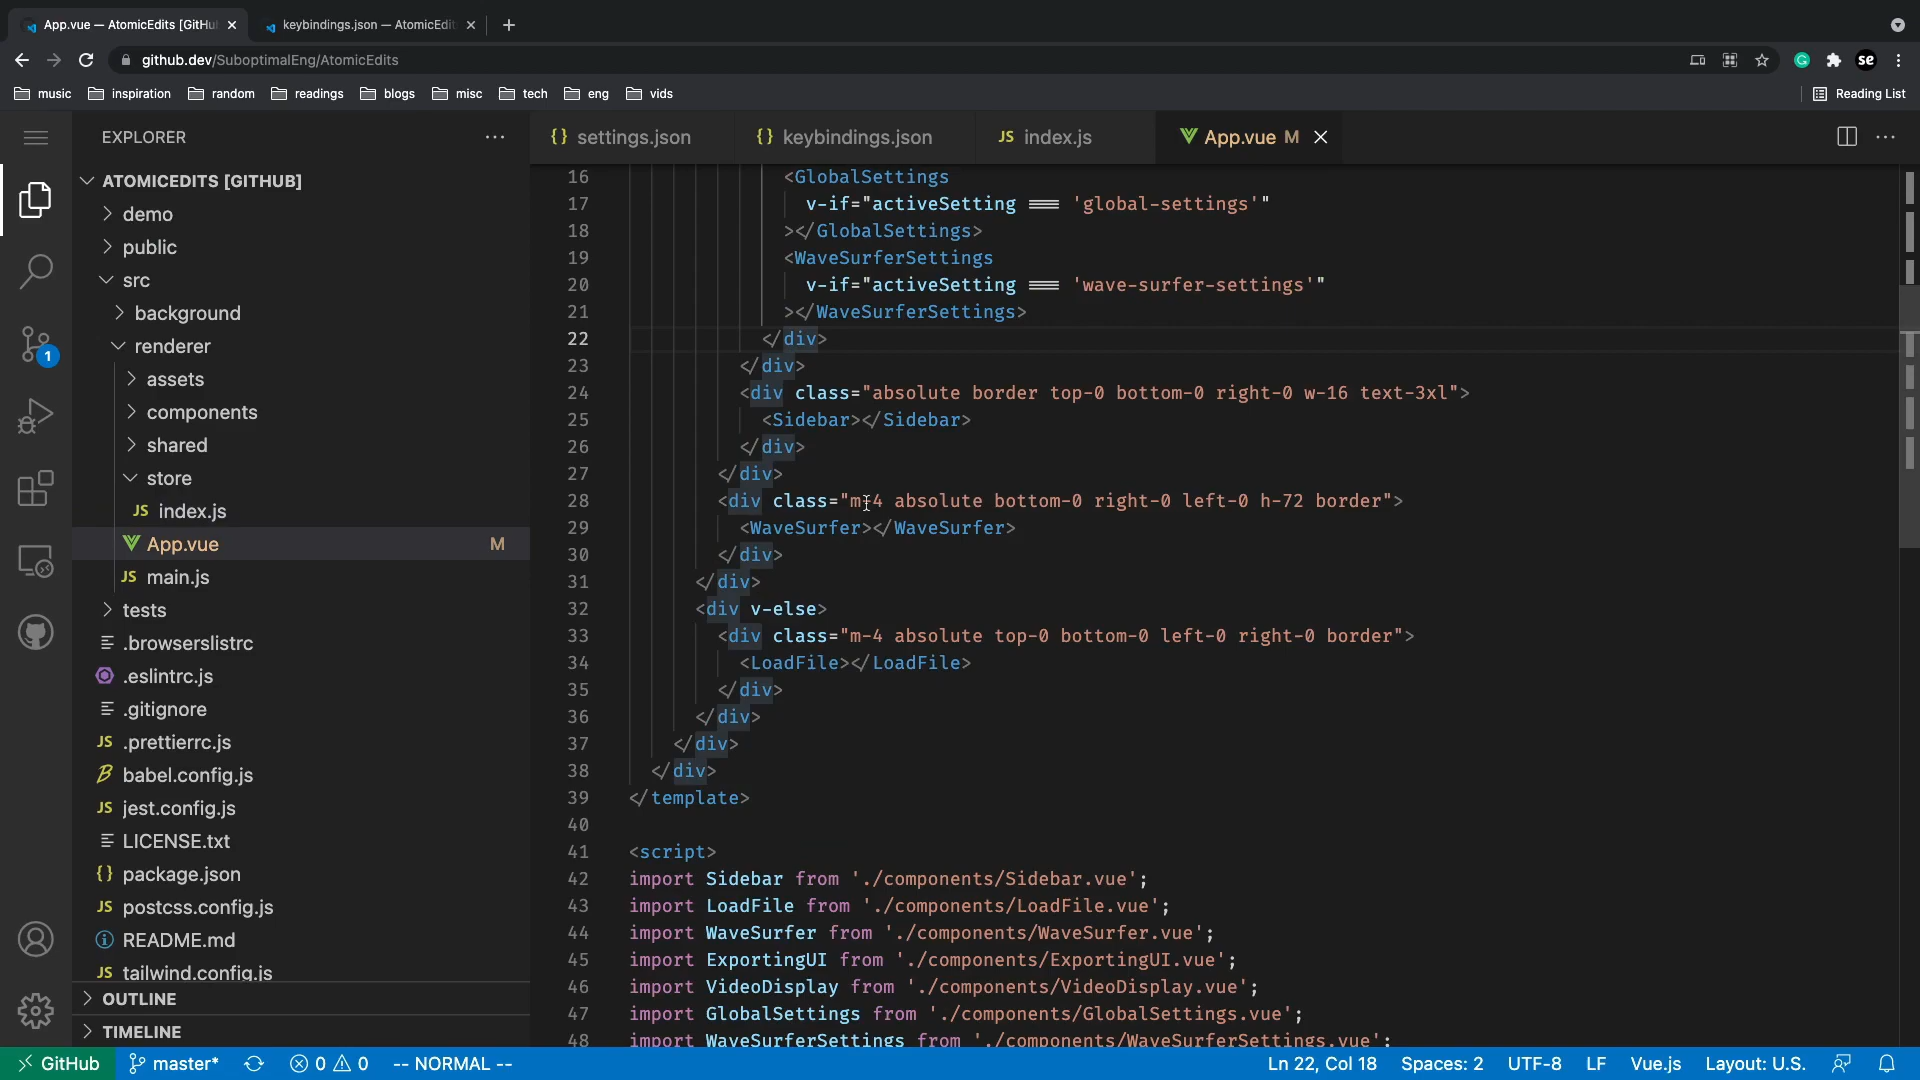 App.vue — AtomicEdits [GitHu
keybindings.json — AtomicEdit
github.dev/SuboptimalEng/AtomicEdits
se
music inspiration random readings blogs misc tech eng vids
Reading List
EXPLORER
ATOMICEDITS [GITHUB]
demo
public
src
background
renderer
assets
components
shared
store
JS index.js
App.vue M
JS main.js
tests
.browserslistrc
.eslintrc.js
.gitignore
JS .prettierrc.js
babel.config.js
JS jest.config.js
LICENSE.txt
{} package.json
JS postcss.config.js
README.md
JS tailwind.config.js
OUTLINE
TIMELINE
1
{} settings.json
{} keybindings.json
JS index.js
App.vue M
16 <GlobalSettings
17 v-if="activeSetting === 'global-settings'"
18 ></GlobalSettings>
19 <WaveSurferSettings
20 v-if="activeSetting === 'wave-surfer-settings'"
21 ></WaveSurferSettings>
22 </div>
23 </div>
24 <div class="absolute border top-0 bottom-0 right-0 w-16 text-3xl">
25 <Sidebar></Sidebar>
26 </div>
27 </div>
28 <div class="m-4 absolute bottom-0 right-0 left-0 h-72 border">
29 <WaveSurfer></WaveSurfer>
30 </div>
31 </div>
32 <div v-else>
33 <div class="m-4 absolute top-0 bottom-0 left-0 right-0 border">
34 <LoadFile></LoadFile>
35 </div>
36 </div>
37 </div>
38 </div>
39 </template>
40
41 <script>
42 import Sidebar from './components/Sidebar.vue';
43 import LoadFile from './components/LoadFile.vue';
44 import WaveSurfer from './components/WaveSurfer.vue';
45 import ExportingUI from './components/ExportingUI.vue';
46 import VideoDisplay from './components/VideoDisplay.vue';
47 import GlobalSettings from './components/GlobalSettings.vue';
48 import WaveSurferSettings from './components/WaveSurferSettings.vue';
GitHub master* 0 0 -- NORMAL -- Ln 22, Col 18 Spaces: 2 UTF-8 LF Vue.js Layout: U.S.